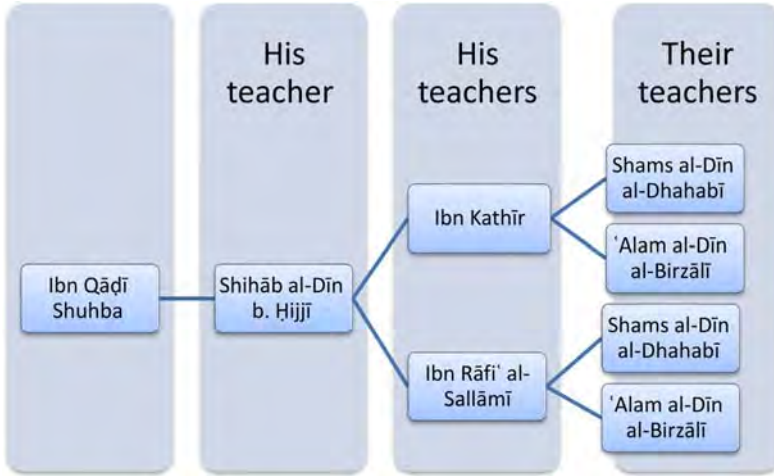 His
teacher
His
teachers
Their
teachers
Ibn Qāḍī
Shuhba
Shihāb al-Dīn
b. Ḥijjī
Ibn Kathīr
Ibn Rāfiʿ al-
Sallāmī
Shams al-Dīn
al-Dhahabī
ʿAlam al-Dīn
al-Birzālī
Shams al-Dīn
al-Dhahabī
ʿAlam al-Dīn
al-Birzālī